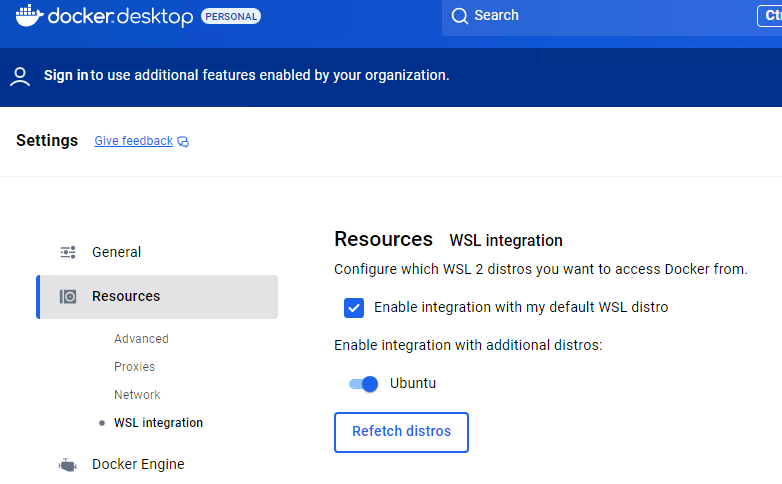 docker desktop PERSONAL
Search
Sign in to use additional features enabled by your organization.
Settings Give feedback
General
Resources
Advanced
Proxies
Network
WSL integration
Docker Engine
Resources WSL integration
Configure which WSL 2 distros you want to access Docker from.
Enable integration with my default WSL distro
Enable integration with additional distros:
Ubuntu
Refetch distros